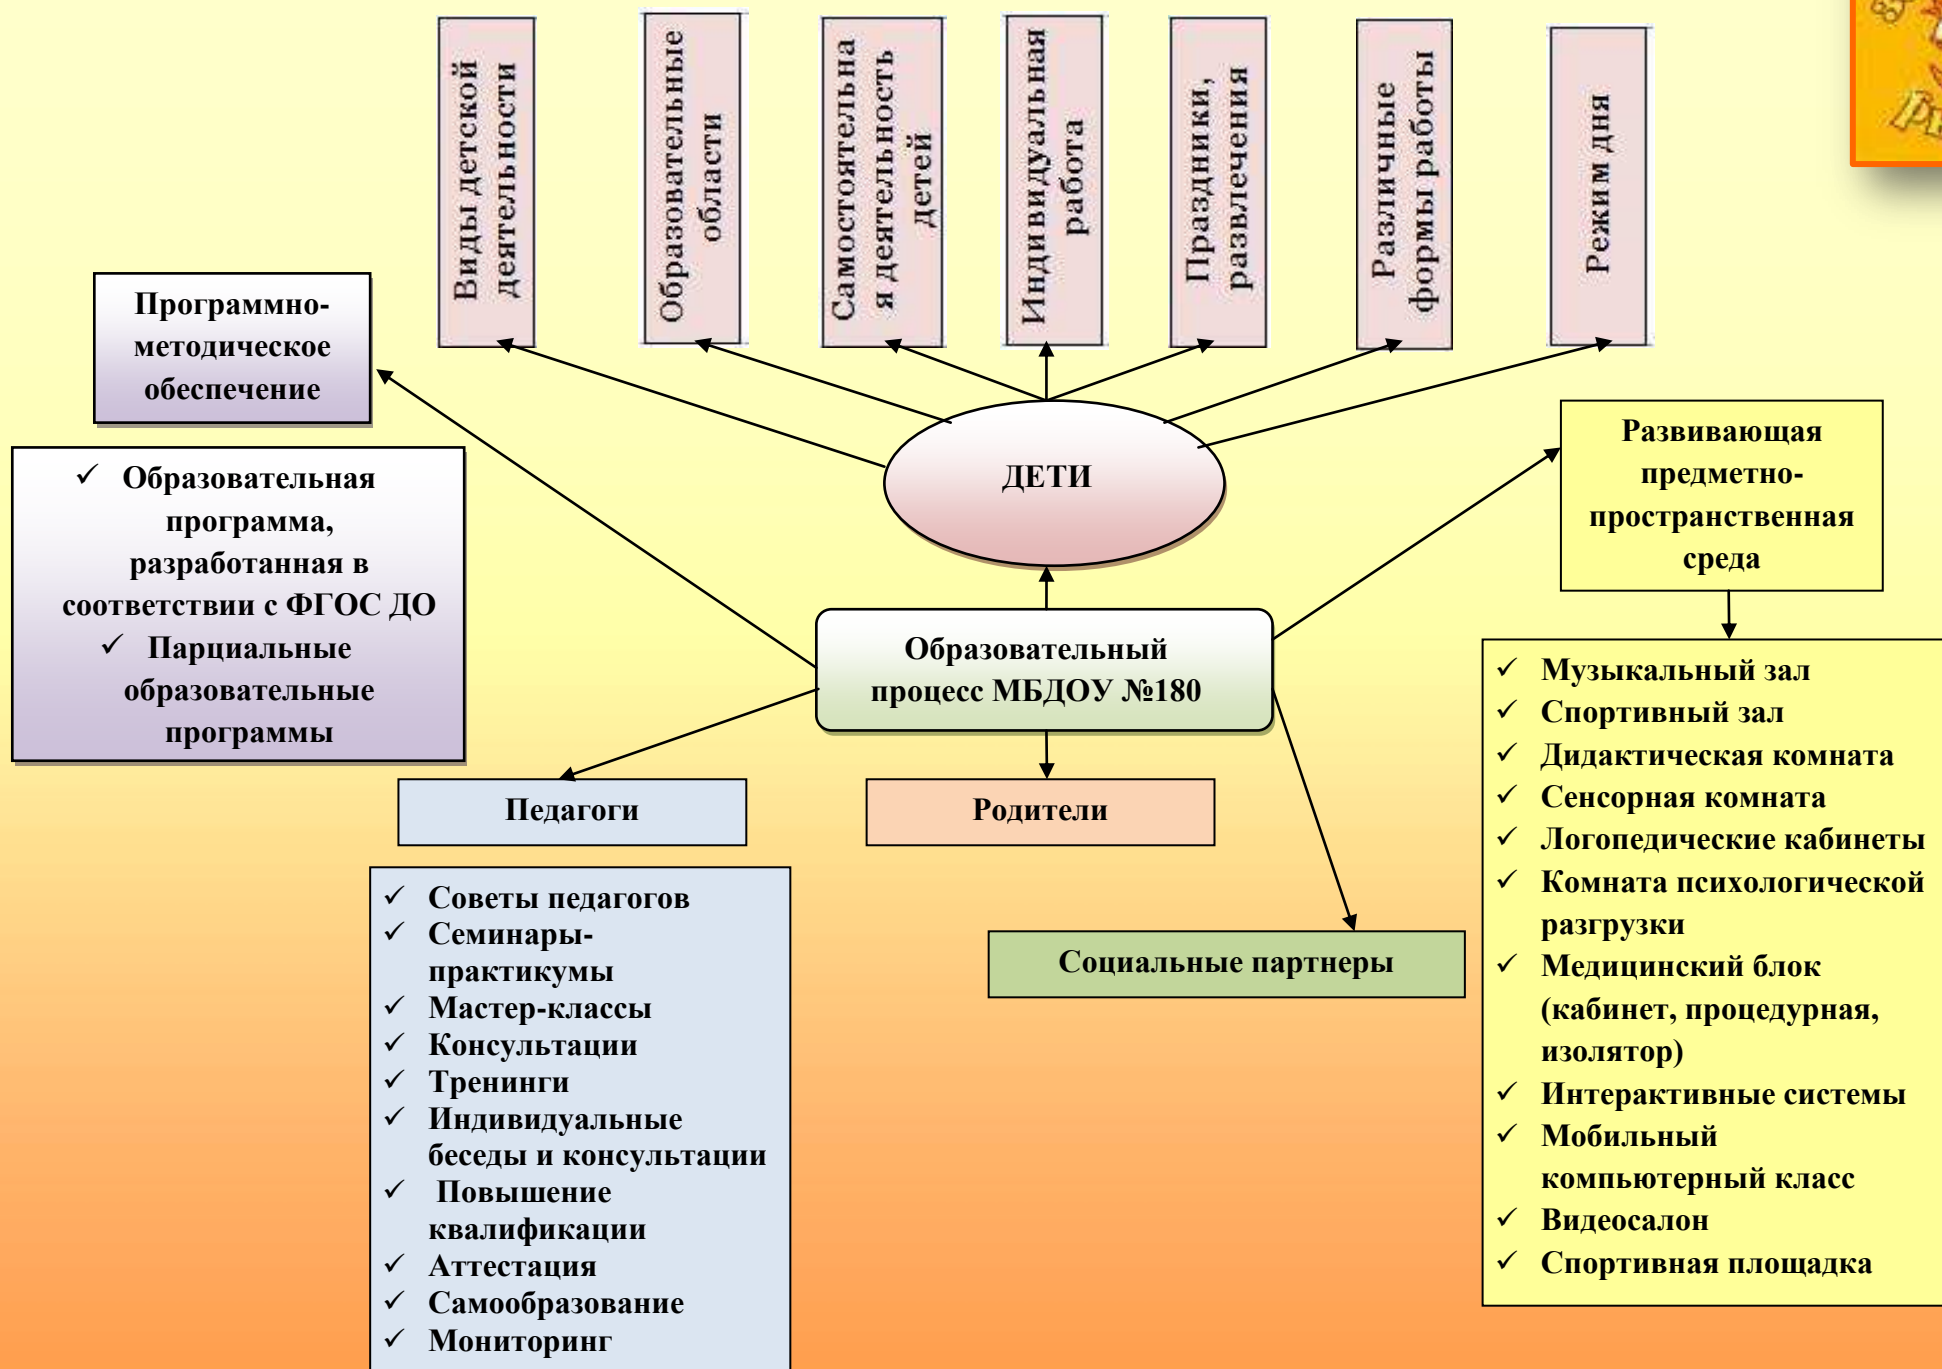 Виды детской
деятельности
Образовательные
области
Самостоятельна
я деятельность
детей
Индивидуальная
работа
Праздники,
развлечения
Различные
формы работы
Режим дня
Программно-
методическое
обеспечение
✓ Образовательная
программа,
разработанная в
соответствии с ФГОС ДО
✓ Парциальные
образовательные
программы
ДЕТИ
Развивающая
предметно-
пространственная
среда
Образовательный
процесс МБДОУ №180
✓ Музыкальный зал
✓ Спортивный зал
✓ Дидактическая комната
✓ Сенсорная комната
✓ Логопедические кабинеты
✓ Комната психологической
разгрузки
✓ Медицинский блок
(кабинет, процедурная,
изолятор)
✓ Интерактивные системы
✓ Мобильный
компьютерный класс
✓ Видеосалон
✓ Спортивная площадка
Педагоги
Родители
Социальные партнеры
✓ Советы педагогов
✓ Семинары-
практикумы
✓ Мастер-классы
✓ Консультации
✓ Тренинги
✓ Индивидуальные
беседы и консультации
✓ Повышение
квалификации
✓ Аттестация
✓ Самообразование
✓ Мониторинг